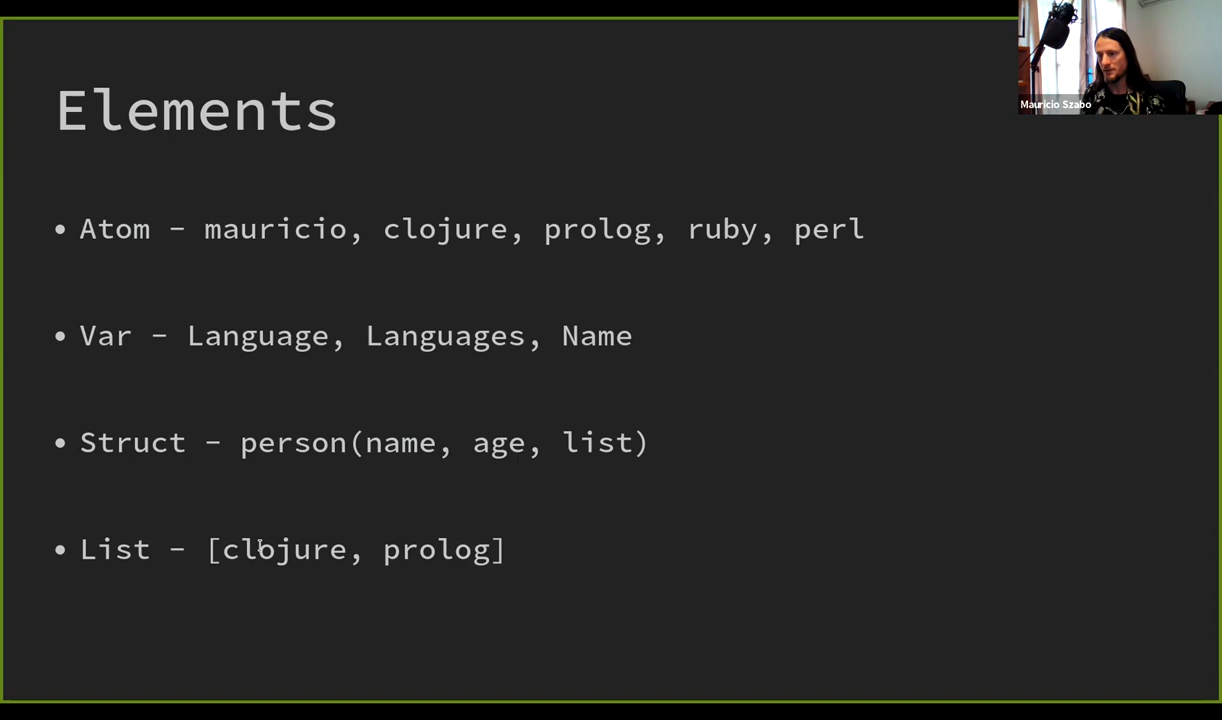 Elements
Mauricio Szabo
• Atom - mauricio, clojure, prolog, ruby, perl
• Var - Language, Languages, Name
• Struct - person(name, age, list)
• List - [clojure, prolog]